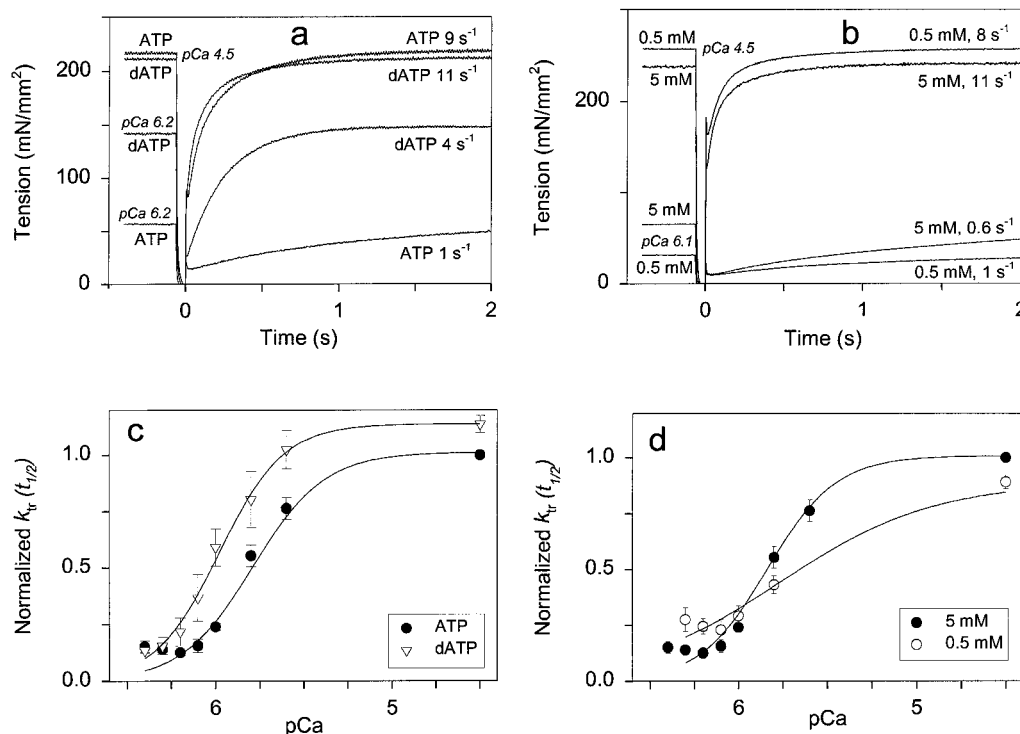 a
200
100
0
Tension (mN/mm²)
ATP
pCa 4.5
dATP
pCa 6.2
dATP
pCa 6.2
ATP
ATP 9 s⁻¹
dATP 11 s⁻¹
dATP 4 s⁻¹
ATP 1 s⁻¹
0 1 2
Time (s)
b
200
0
Tension (mN/mm²)
0.5 mM
pCa 4.5
5 mM
5 mM
pCa 6.1
0.5 mM
0.5 mM, 8 s⁻¹
5 mM, 11 s⁻¹
5 mM, 0.6 s⁻¹
0.5 mM, 1 s⁻¹
0 1 2
Time (s)
c
1.0
0.5
0.0
Normalized ktr (t1/2)
ATP
dATP
6 5
pCa
d
1.0
0.5
0.0
Normalized ktr (t1/2)
5 mM
0.5 mM
6 5
pCa